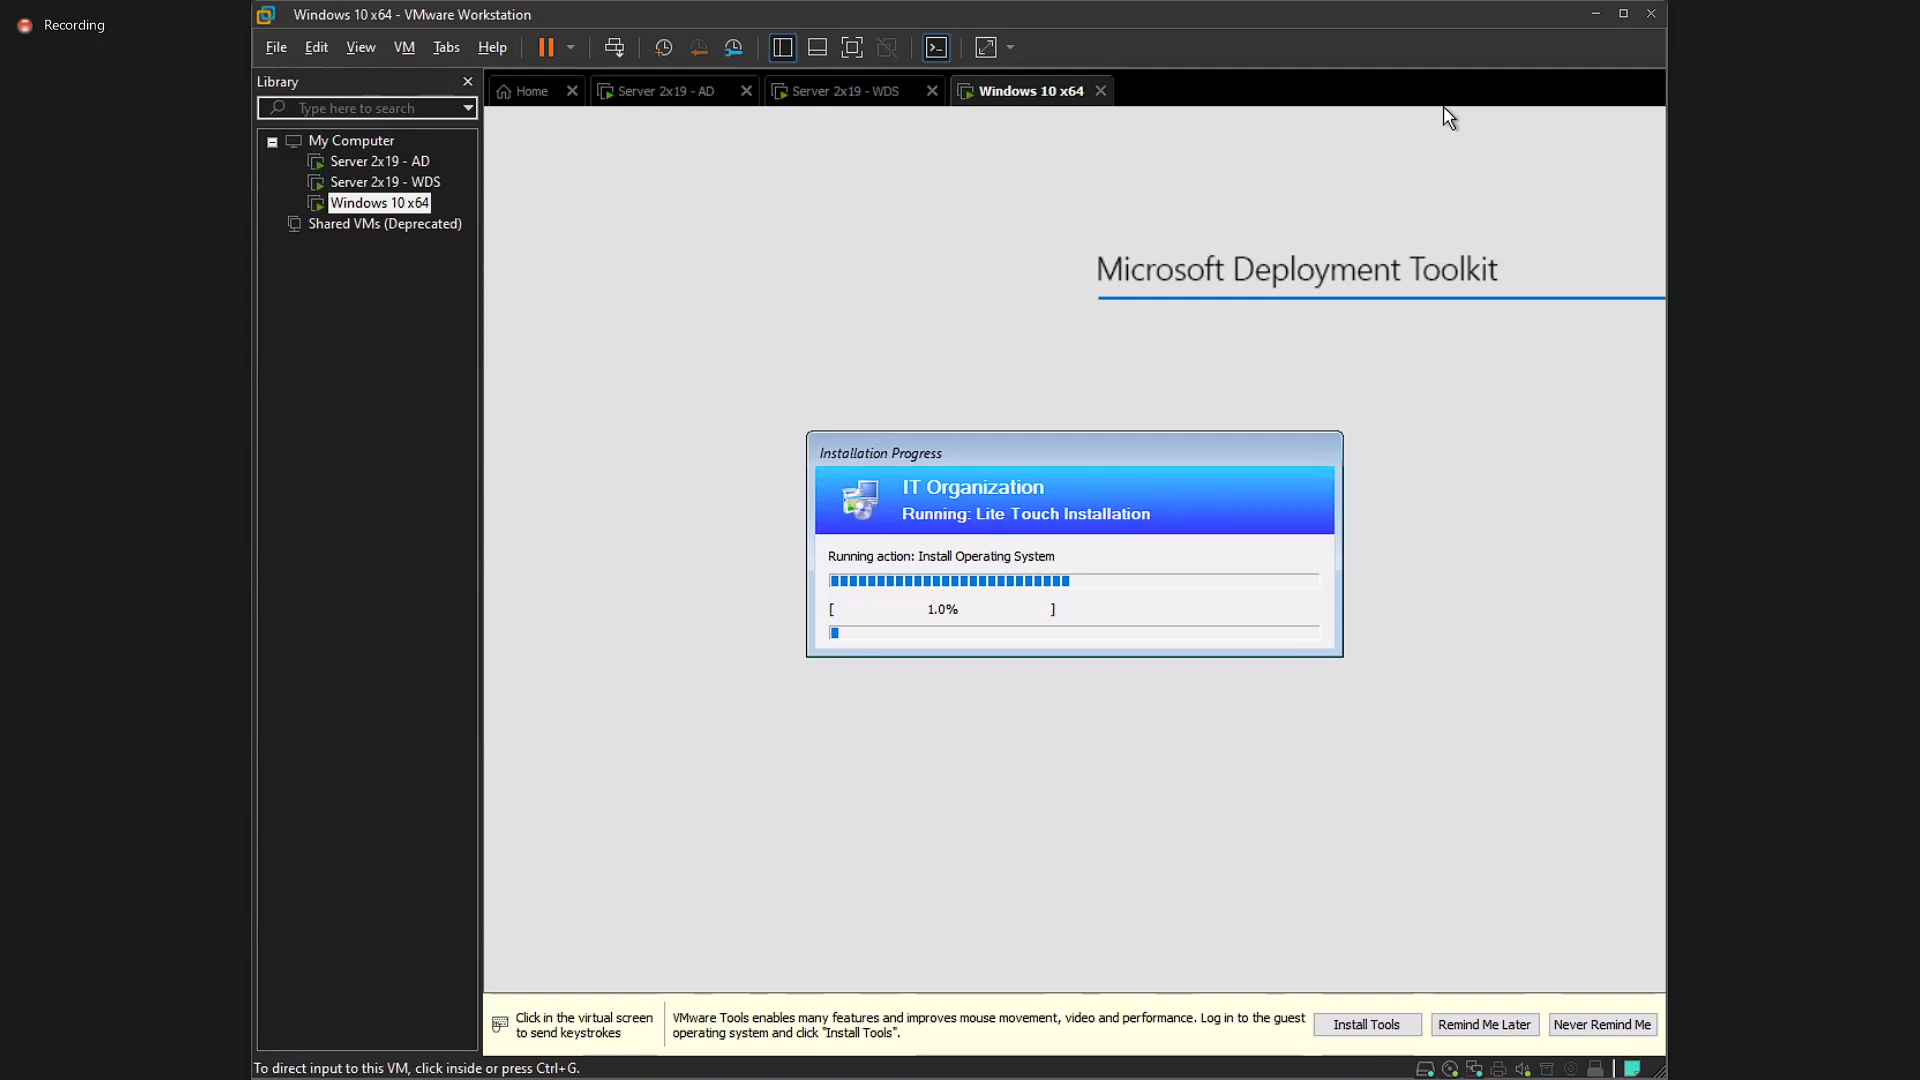 Recording
Windows 10 x64 - VMware Workstation
File Edit View VM Tabs Help
Library
Type here to search
Home
Server 2x19 - AD
Server 2x19 - WDS
Windows 10 x64
My Computer
Server 2x19 - AD
Server 2x19 - WDS
Windows 10 x64
Shared VMs (Deprecated)
Microsoft Deployment Toolkit
Installation Progress
IT Organization
Running: Lite Touch Installation
Running action: Install Operating System
[ 1.0% ]
Click in the virtual screen
to send keystrokes
VMware Tools enables many features and improves mouse movement, video and performance. Log in to the guest
operating system and click "Install Tools".
Install Tools
Remind Me Later
Never Remind Me
To direct input to this VM, click inside or press Ctrl+G.